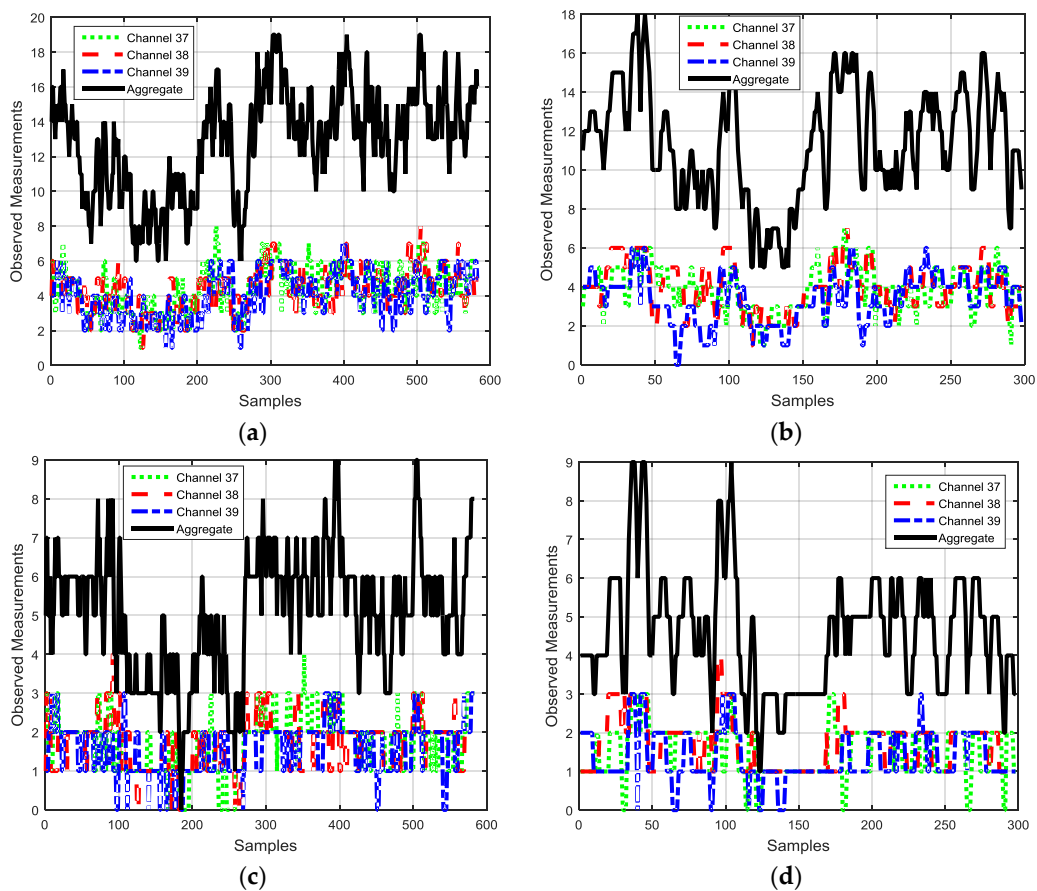 Observed Measurements
20
18
16
14
12
10
8
6
4
2
0
Channel 37
Channel 38
Channel 39
Aggregate
0 100 200 300 400 500 600
Samples
(a)
Observed Measurements
18
16
14
12
10
8
6
4
2
0
Channel 37
Channel 38
Channel 39
Aggregate
0 50 100 150 200 250 300
Samples
(b)
Observed Measurements
9
8
7
6
5
4
3
2
1
0
Channel 37
Channel 38
Channel 39
Aggregate
0 100 200 300 400 500 600
Samples
(c)
Observed Measurements
9
8
7
6
5
4
3
2
1
0
Channel 37
Channel 38
Channel 39
Aggregate
0 50 100 150 200 250 300
Samples
(d)